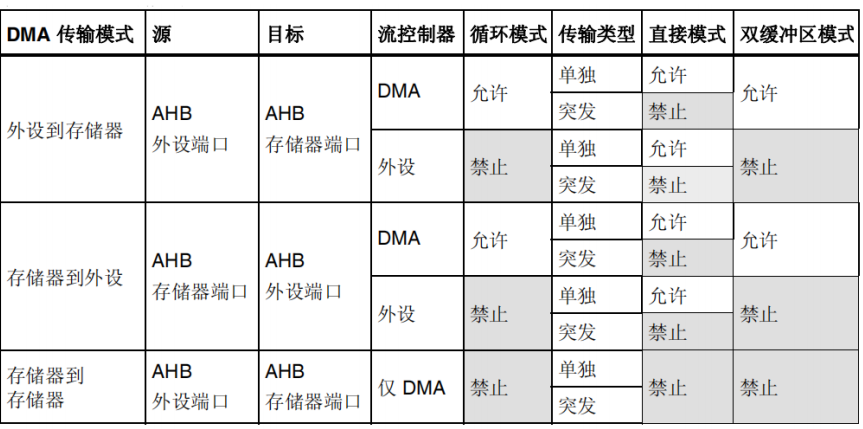 DMA 传输模式 源 目标 流控制器 循环模式 传输类型 直接模式 双缓冲区模式
外设到存储器
AHB
外设端口
AHB
存储器端口
DMA
允许
单独
允许
突发
禁止
允许
外设
禁止
单独
允许
突发
禁止
禁止
存储器到外设
AHB
存储器端口
AHB
外设端口
DMA
允许
单独
允许
突发
禁止
允许
外设
禁止
单独
允许
突发
禁止
禁止
存储器到
存储器
AHB
外设端口
AHB
存储器端口
仅 DMA
禁止
单独
突发
禁止
禁止